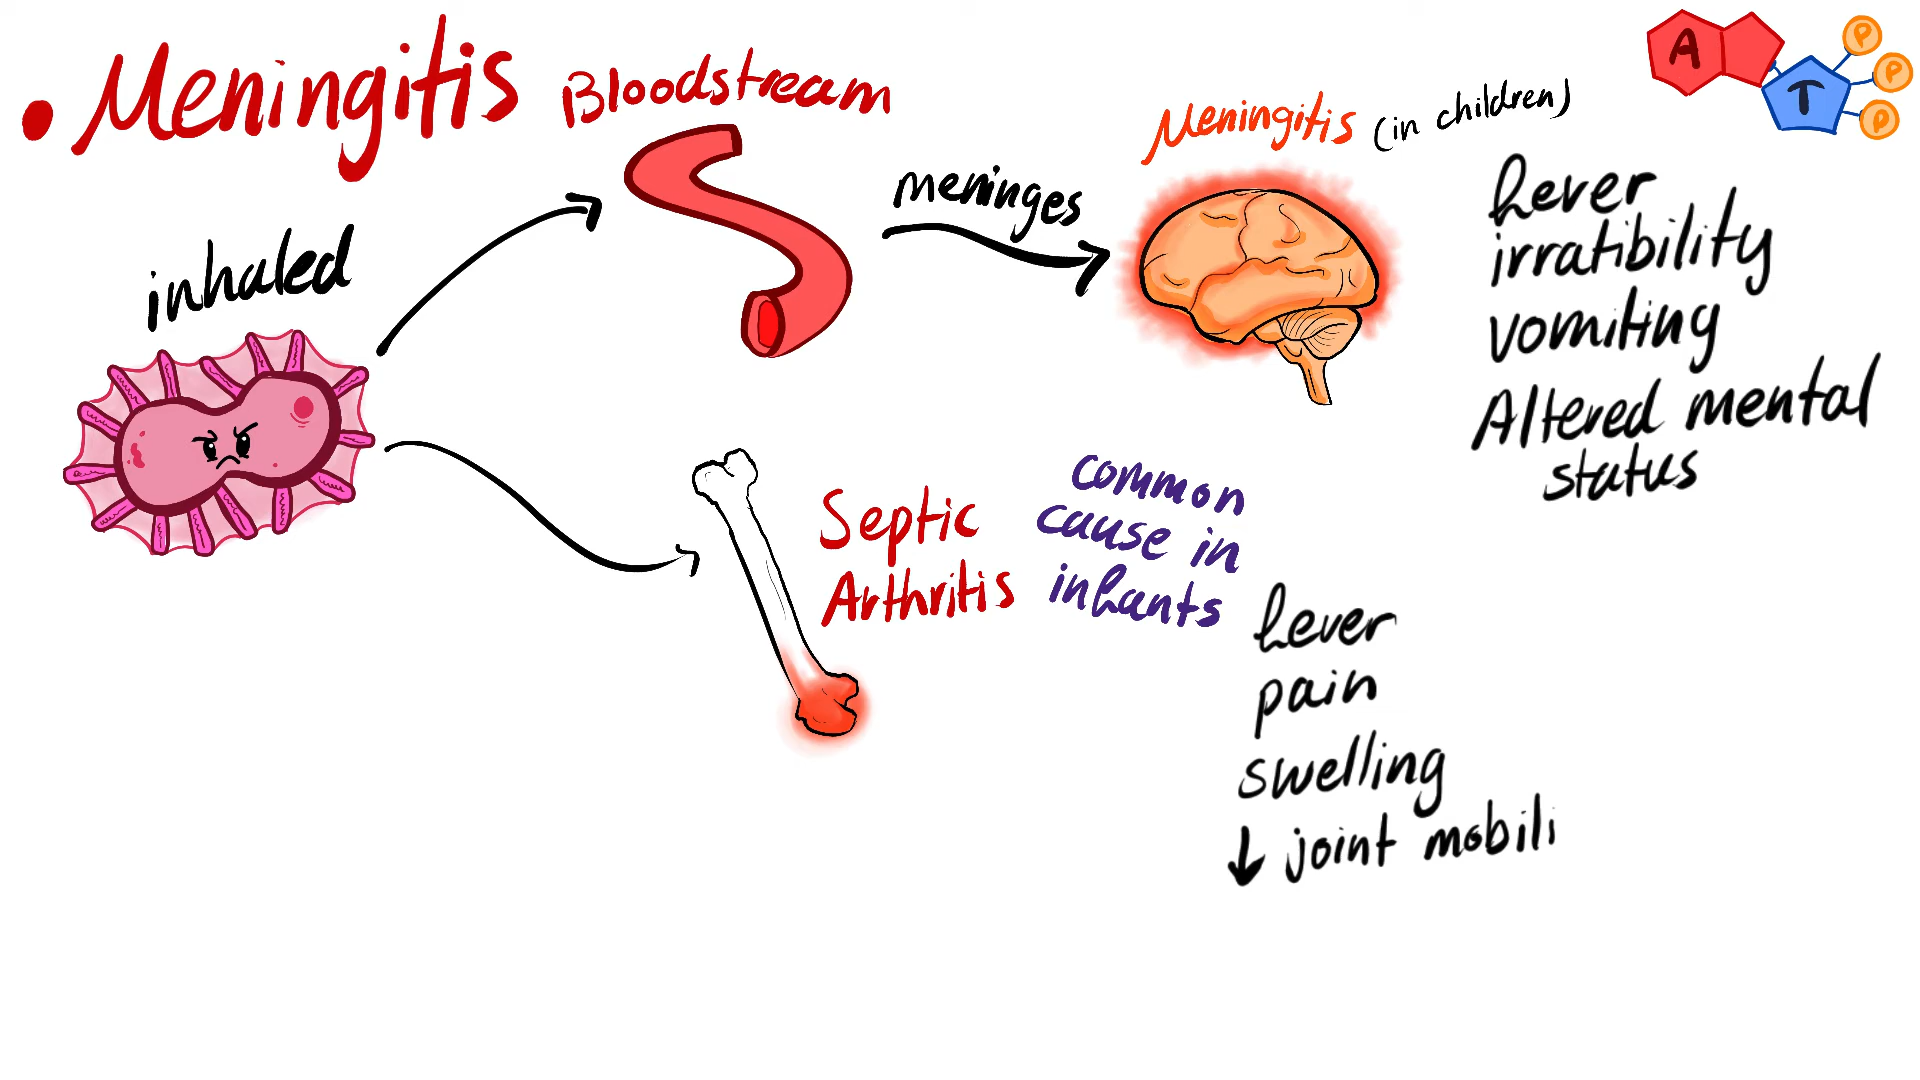 • Meningitis
Bloodstream
Meningitis (in children)
A T P P P
inhaled
meninges
fever
irratibility
vomiting
Altered mental
status
Septic
Arthritis
common
cause in
infants
fever
pain
swelling
↓ joint mobili